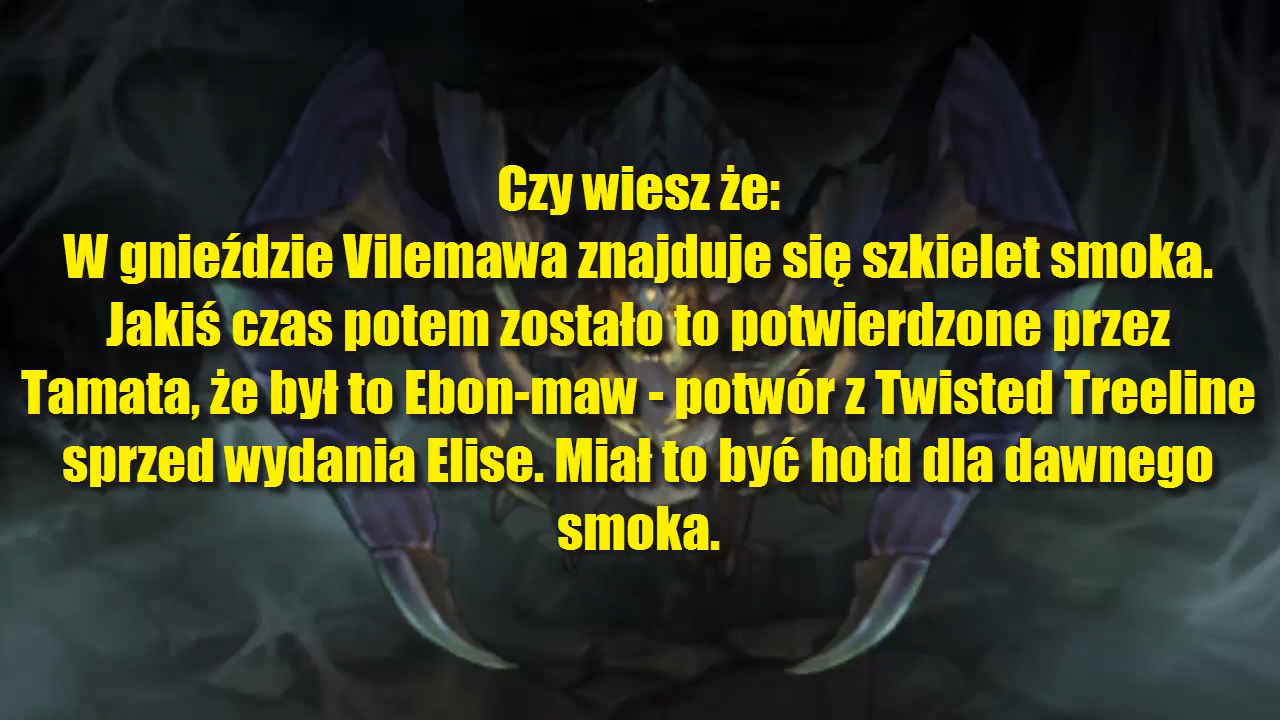 Czy wiesz że:
W gnieździe Vilemawa znajduje się szkielet smoka.
Jakiś czas potem zostało to potwierdzone przez
Tamata, że był to Ebon-maw - potwór z Twisted Treeline
sprzed wydania Elise. Miał to być hołd dla dawnego
smoka.